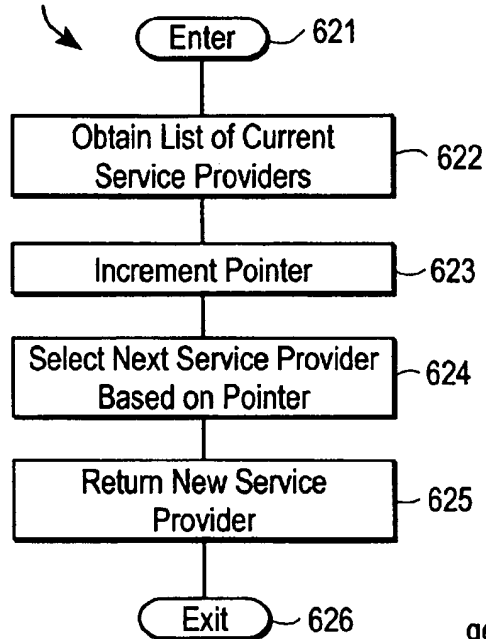 Enter
621
Obtain List of Current
Service Providers
622
Increment Pointer
623
Select Next Service Provider
Based on Pointer
624
Return New Service
Provider
625
Exit
626